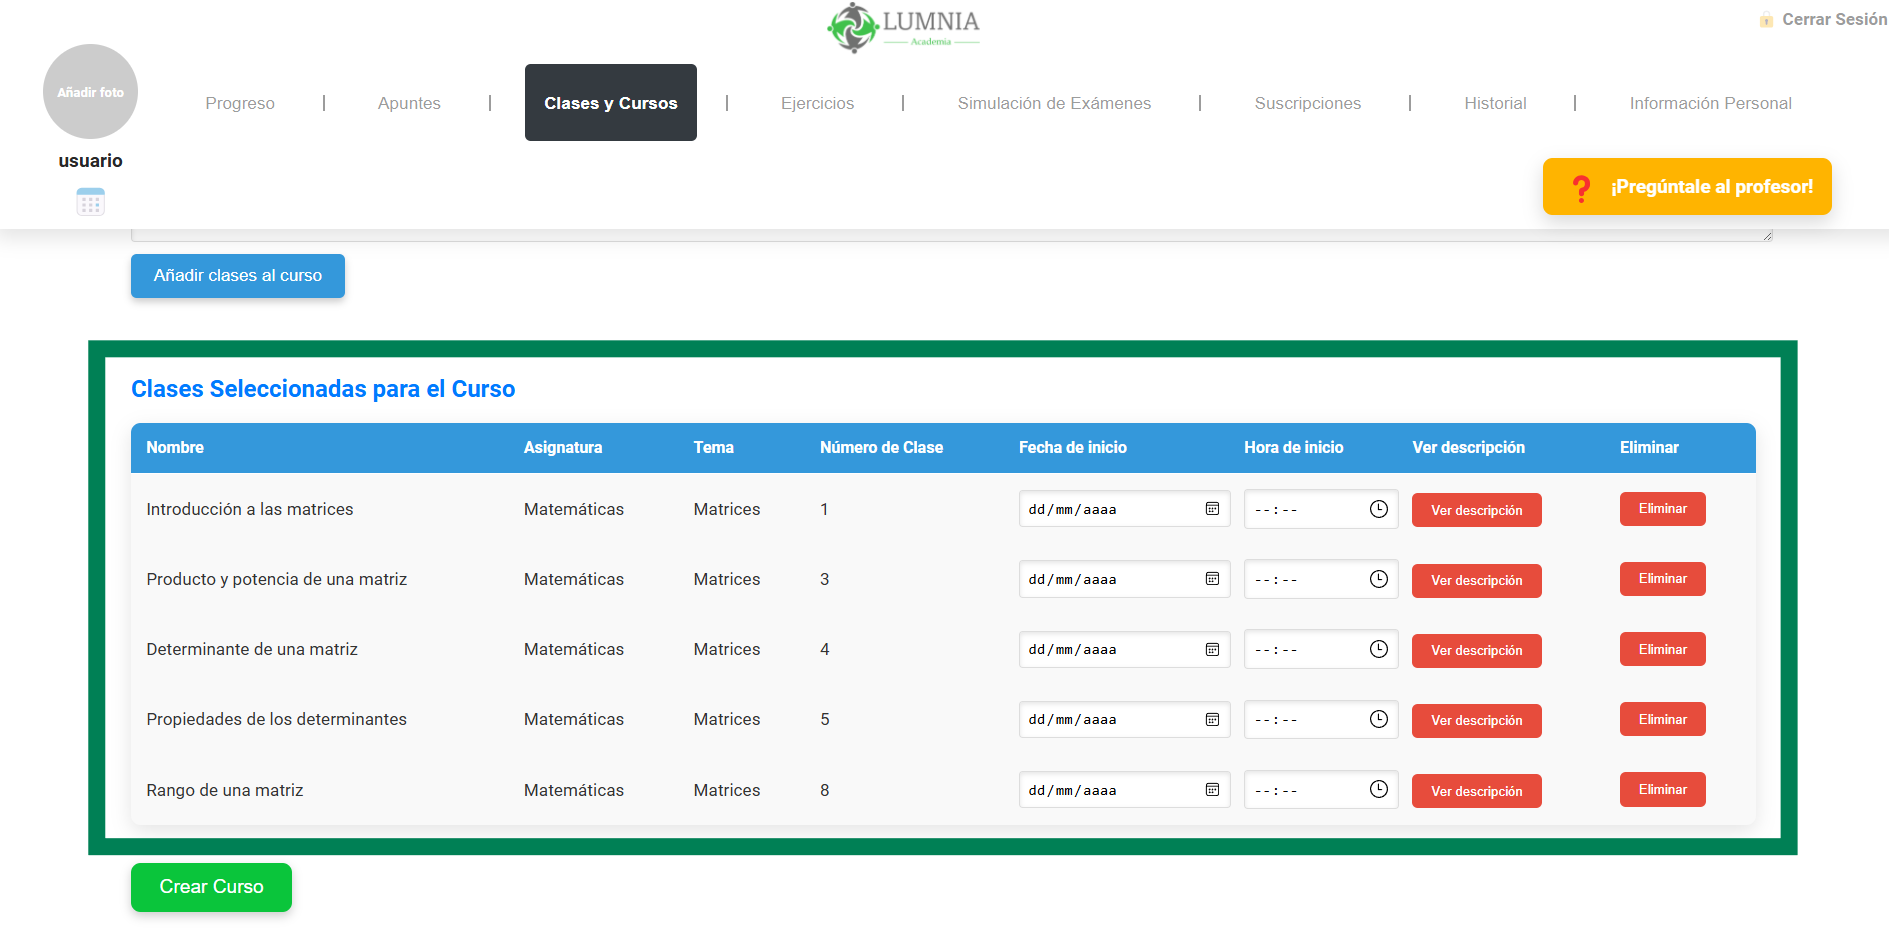 LUMNIA
Academia
Cerrar Sesión
Añadir foto
usuario
Progreso | Apuntes | Clases y Cursos | Ejercicios | Simulación de Exámenes | Suscripciones | Historial | Información Personal
¡Pregúntale al profesor!
Añadir clases al curso
Clases Seleccionadas para el Curso
Nombre Asignatura Tema Número de Clase Fecha de inicio Hora de inicio Ver descripción Eliminar
Introducción a las matrices Matemáticas Matrices 1 dd/mm/aaaa --:-- Ver descripción Eliminar
Producto y potencia de una matriz Matemáticas Matrices 3 dd/mm/aaaa --:-- Ver descripción Eliminar
Determinante de una matriz Matemáticas Matrices 4 dd/mm/aaaa --:-- Ver descripción Eliminar
Propiedades de los determinantes Matemáticas Matrices 5 dd/mm/aaaa --:-- Ver descripción Eliminar
Rango de una matriz Matemáticas Matrices 8 dd/mm/aaaa --:-- Ver descripción Eliminar
Crear Curso